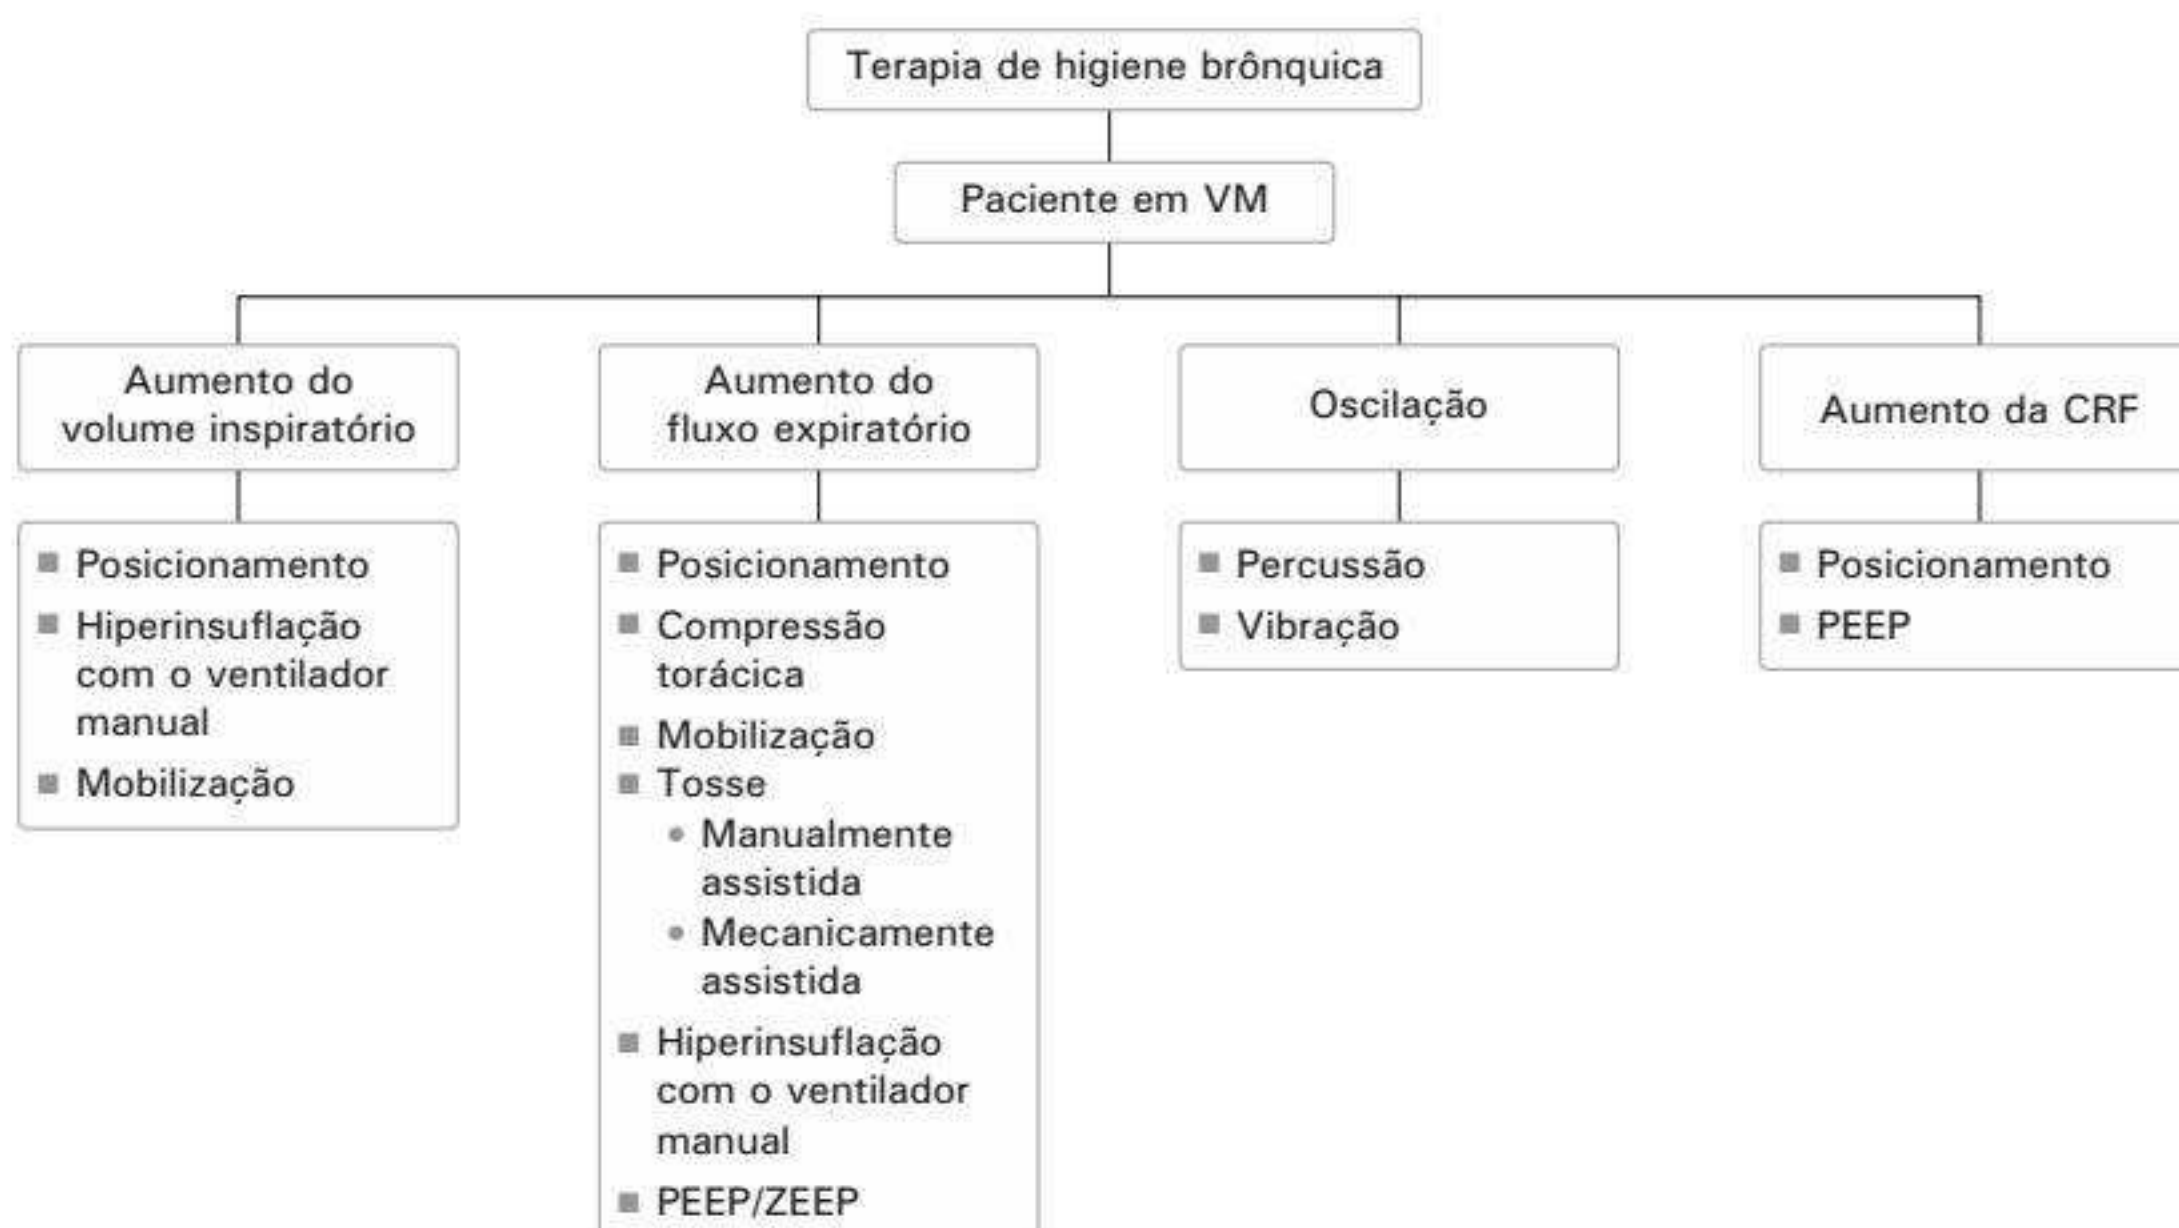 Terapia de higiene brônquica
Paciente em VM
Aumento do
volume inspiratório
Posicionamento
Hiperinsuflação
com o ventilador
manual
Mobilização
Aumento do
fluxo expiratório
Posicionamento
Compressão
torácica
Mobilização
Tosse
Manualmente
assistida
Mecanicamente
assistida
Hiperinsuflação
com o ventilador
manual
PEEP/ZEEP
Oscilação
Percussão
Vibração
Aumento da CRF
Posicionamento
PEEP